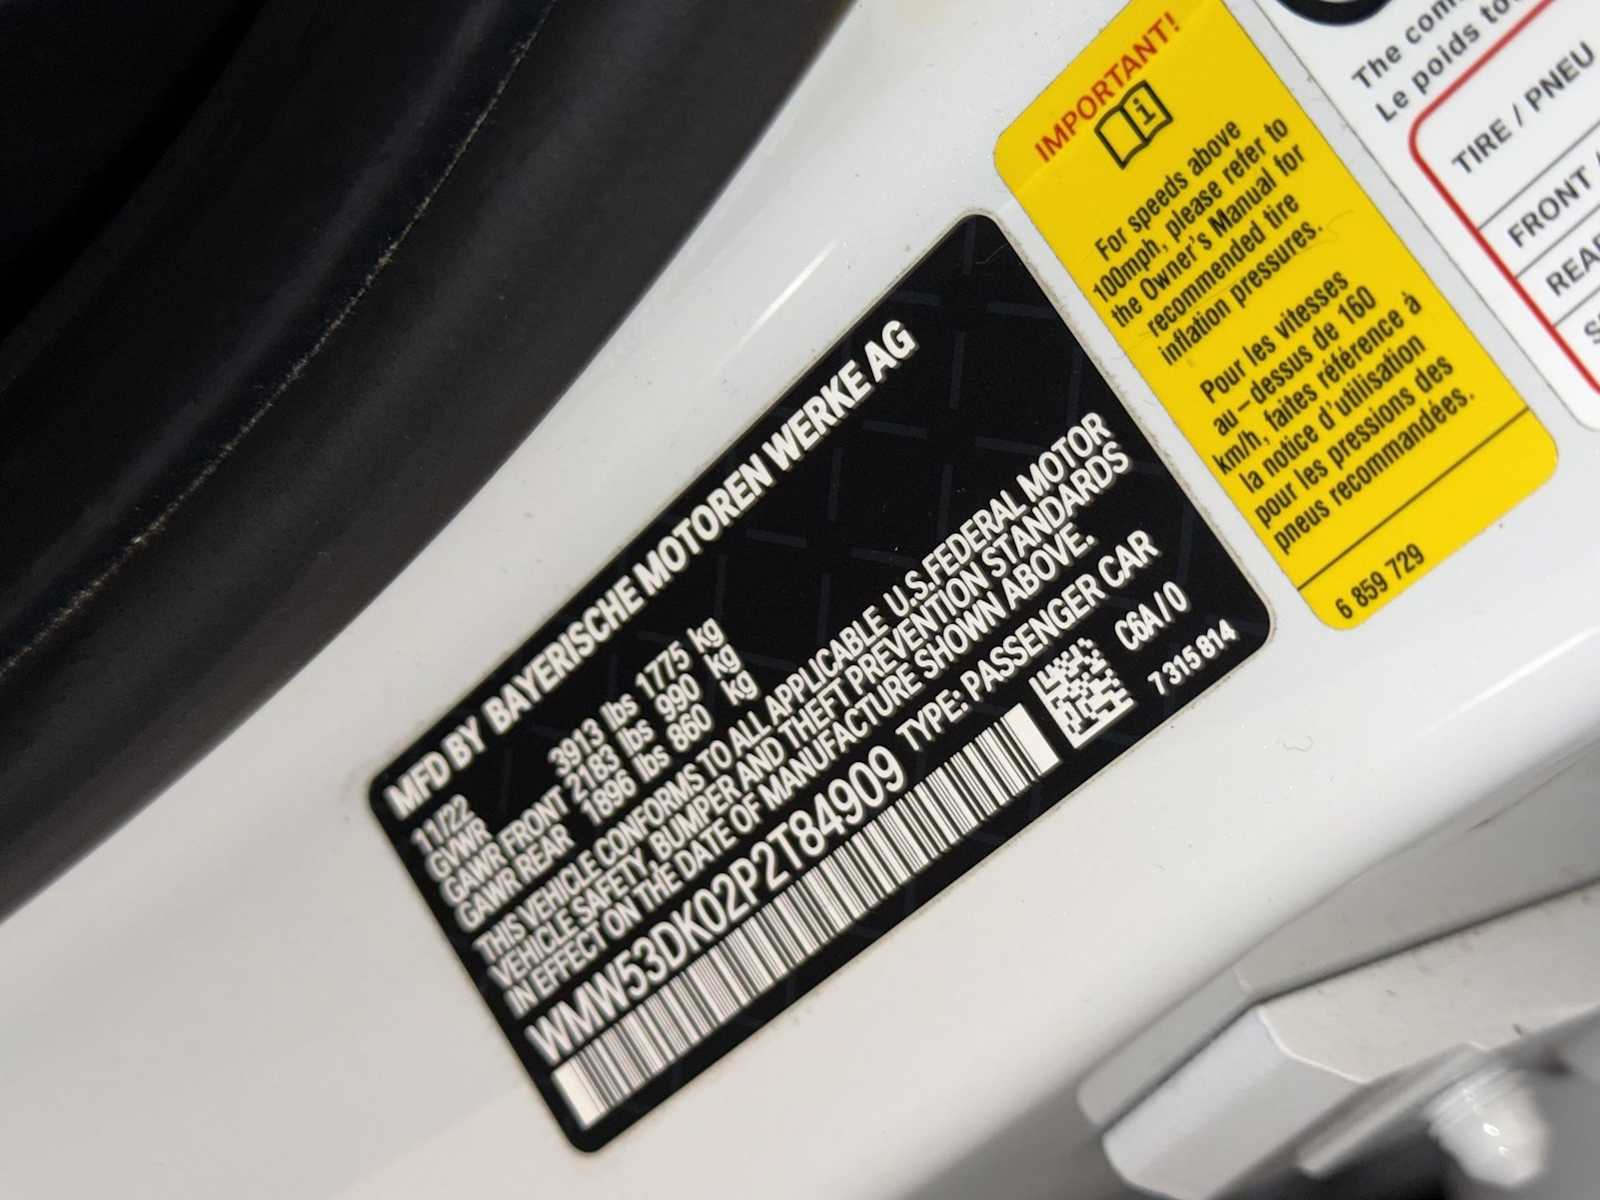 MFD BY BAYERISCHE MOTOREN WERKE AG
11/22
GVWR 3913 lbs 1775 kg
GAWR FRONT 2183 lbs 990 kg
GAWR REAR 1896 lbs 860 kg
THIS VEHICLE CONFORMS TO ALL APPLICABLE U.S.FEDERAL MOTOR
VEHICLE SAFETY, BUMPER AND THEFT PREVENTION STANDARDS
IN EFFECT ON THE DATE OF MANUFACTURE SHOWN ABOVE.
WMW53DK02P2T84909 TYPE: PASSENGER CAR
C6A / 0
7 315 814
IMPORTANT!
For speeds above
100mph, please refer to
the Owner's Manual for
recommended tire
inflation pressures.
Pour les vitesses
au-dessus de 160
km/h, faites référence à
la notice d'utilisation
pour les pressions des
pneus recommandées.
6 859 729
The
Le poids
TIRE / PNEU
FRONT /